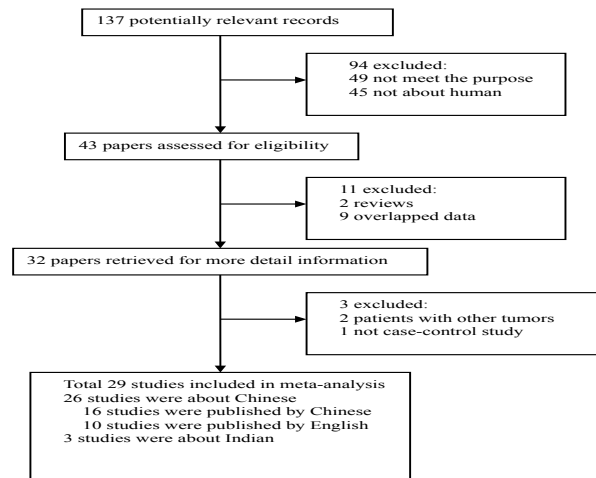 137 potentially relevant records
94 excluded:
49 not meet the purpose
45 not about human
43 papers assessed for eligibility
11 excluded:
2 reviews
9 overlapped data
32 papers retrieved for more detail information
3 excluded:
2 patients with other tumors
1 not case-control study
Total 29 studies included in meta-analysis
26 studies were about Chinese
16 studies were published by Chinese
10 studies were published by English
3 studies were about Indian